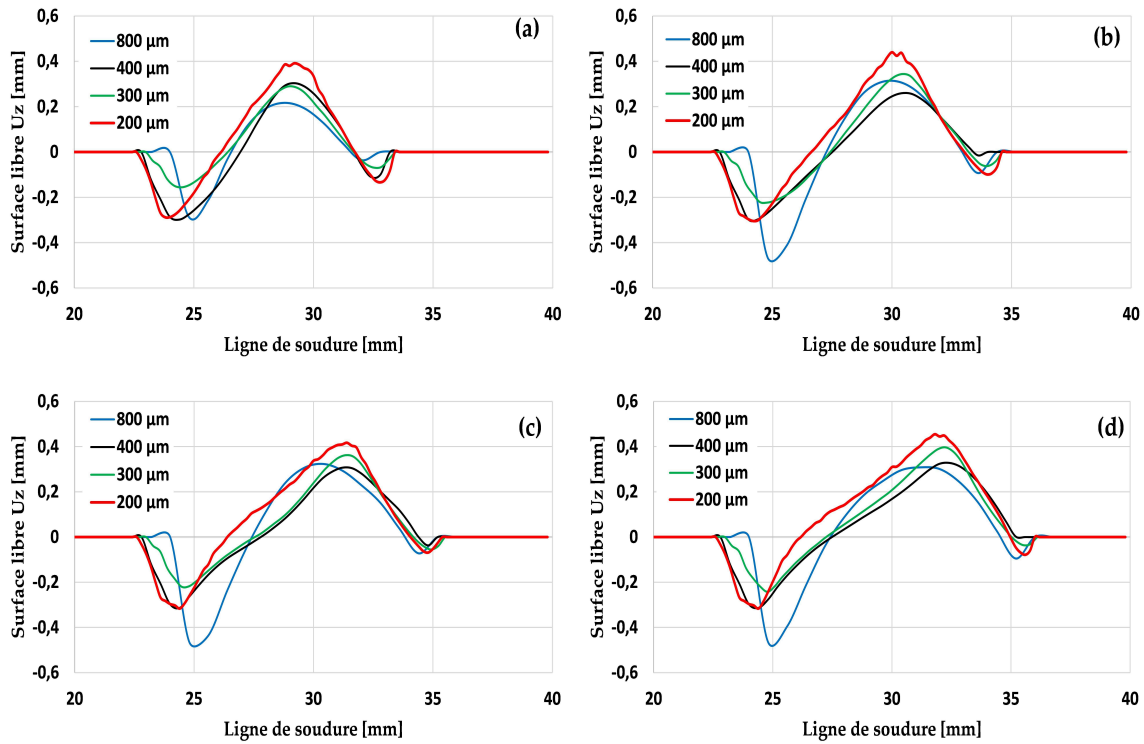 (a)
Surface libre Uz [mm]
0,6
0,4
0,2
0
-0,2
-0,4
-0,6
800 µm
400 µm
300 µm
200 µm
20 25 30 35 40
Ligne de soudure [mm]
(b)
Surface libre Uz [mm]
0,6
0,4
0,2
0
-0,2
-0,4
-0,6
800 µm
400 µm
300 µm
200 µm
20 25 30 35 40
Ligne de soudure [mm]
(c)
Surface libre Uz [mm]
0,6
0,4
0,2
0
-0,2
-0,4
-0,6
800 µm
400 µm
300 µm
200 µm
20 25 30 35 40
Ligne de soudure [mm]
(d)
Surface libre Uz [mm]
0,6
0,4
0,2
0
-0,2
-0,4
-0,6
800 µm
400 µm
300 µm
200 µm
20 25 30 35 40
Ligne de soudure [mm]